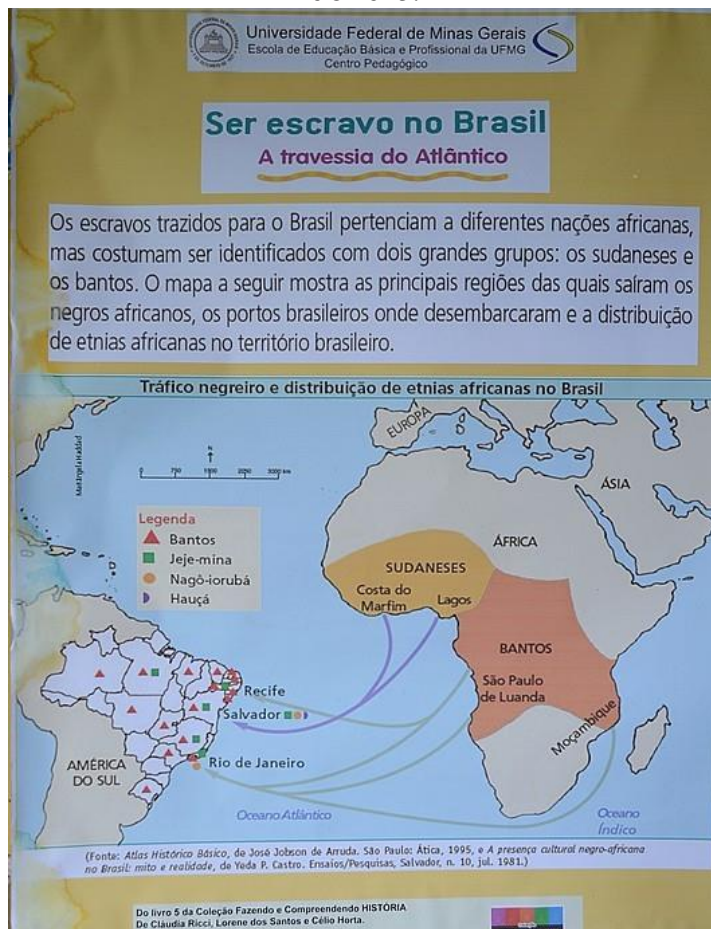 Universidade Federal de Minas Gerais
Escola de Educação Básica e Profissional da UFMG
Centro Pedagógico
Ser escravo no Brasil
A travessia do Atlântico
Os escravos trazidos para o Brasil pertenciam a diferentes nações africanas,
mas costumam ser identificados com dois grandes grupos: os sudaneses e
os bantos. O mapa a seguir mostra as principais regiões das quais saíram os
negros africanos, os portos brasileiros onde desembarcaram e a distribuição
de etnias africanas no território brasileiro.
Tráfico negreiro e distribuição de etnias africanas no Brasil
EUROPA
ÁSIA
N
0 750 1500 2250 3000 km
Legenda
Bantos
Jeje-mina
Nagô-iorubá
Hauçá
ÁFRICA
SUDANESES
Costa do
Marfim
Lagos
BANTOS
São Paulo
de Luanda
Moçambique
Recife
Salvador
Rio de Janeiro
AMÉRICA
DO SUL
Oceano Atlântico
Oceano
Índico
(Fonte: Atlas Histórico Básico, de José Jobson de Arruda. São Paulo: Ática, 1995, e A presença cultural negro-africana
no Brasil: mito e realidade, de Yeda P. Castro. Ensaios/Pesquisas, Salvador, n. 10, jul. 1981.)
Do livro 5 da Coleção Fazendo e Compreendendo HISTÓRIA
De Cláudia Ricci, Lorene dos Santos e Célio Horta.